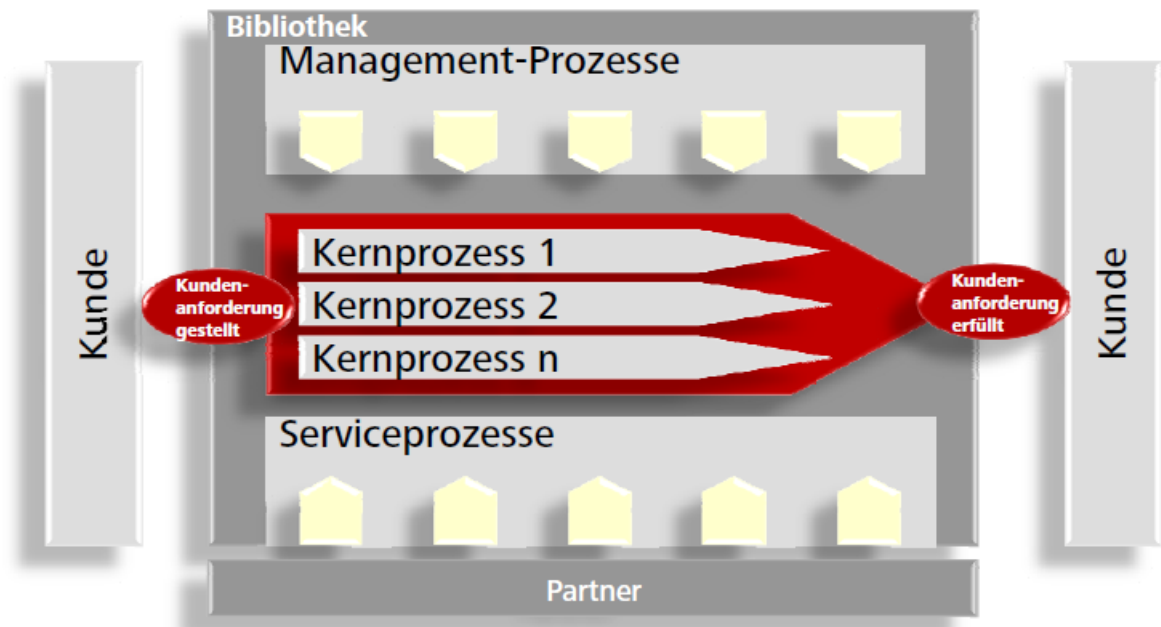 Bibliothek
Management-Prozesse
Kunde
Kunden-
anforderung
gestellt
Kernprozess 1
Kernprozess 2
Kernprozess n
Kunden-
anforderung
erfüllt
Kunde
Serviceprozesse
Partner